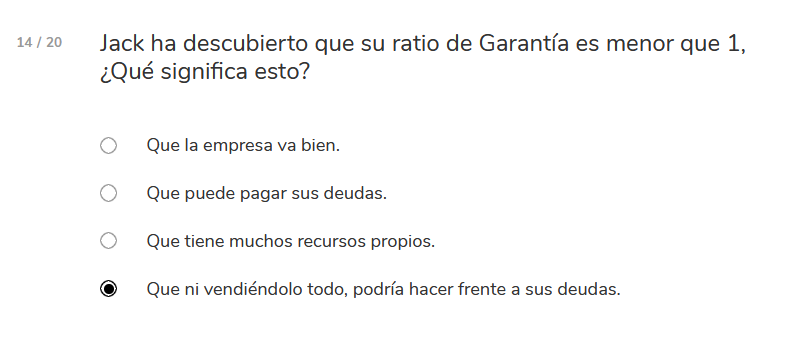 14 / 20
Jack ha descubierto que su ratio de Garantía es menor que 1,
¿Qué significa esto?
Que la empresa va bien.
Que puede pagar sus deudas.
Que tiene muchos recursos propios.
Que ni vendiéndolo todo, podría hacer frente a sus deudas.